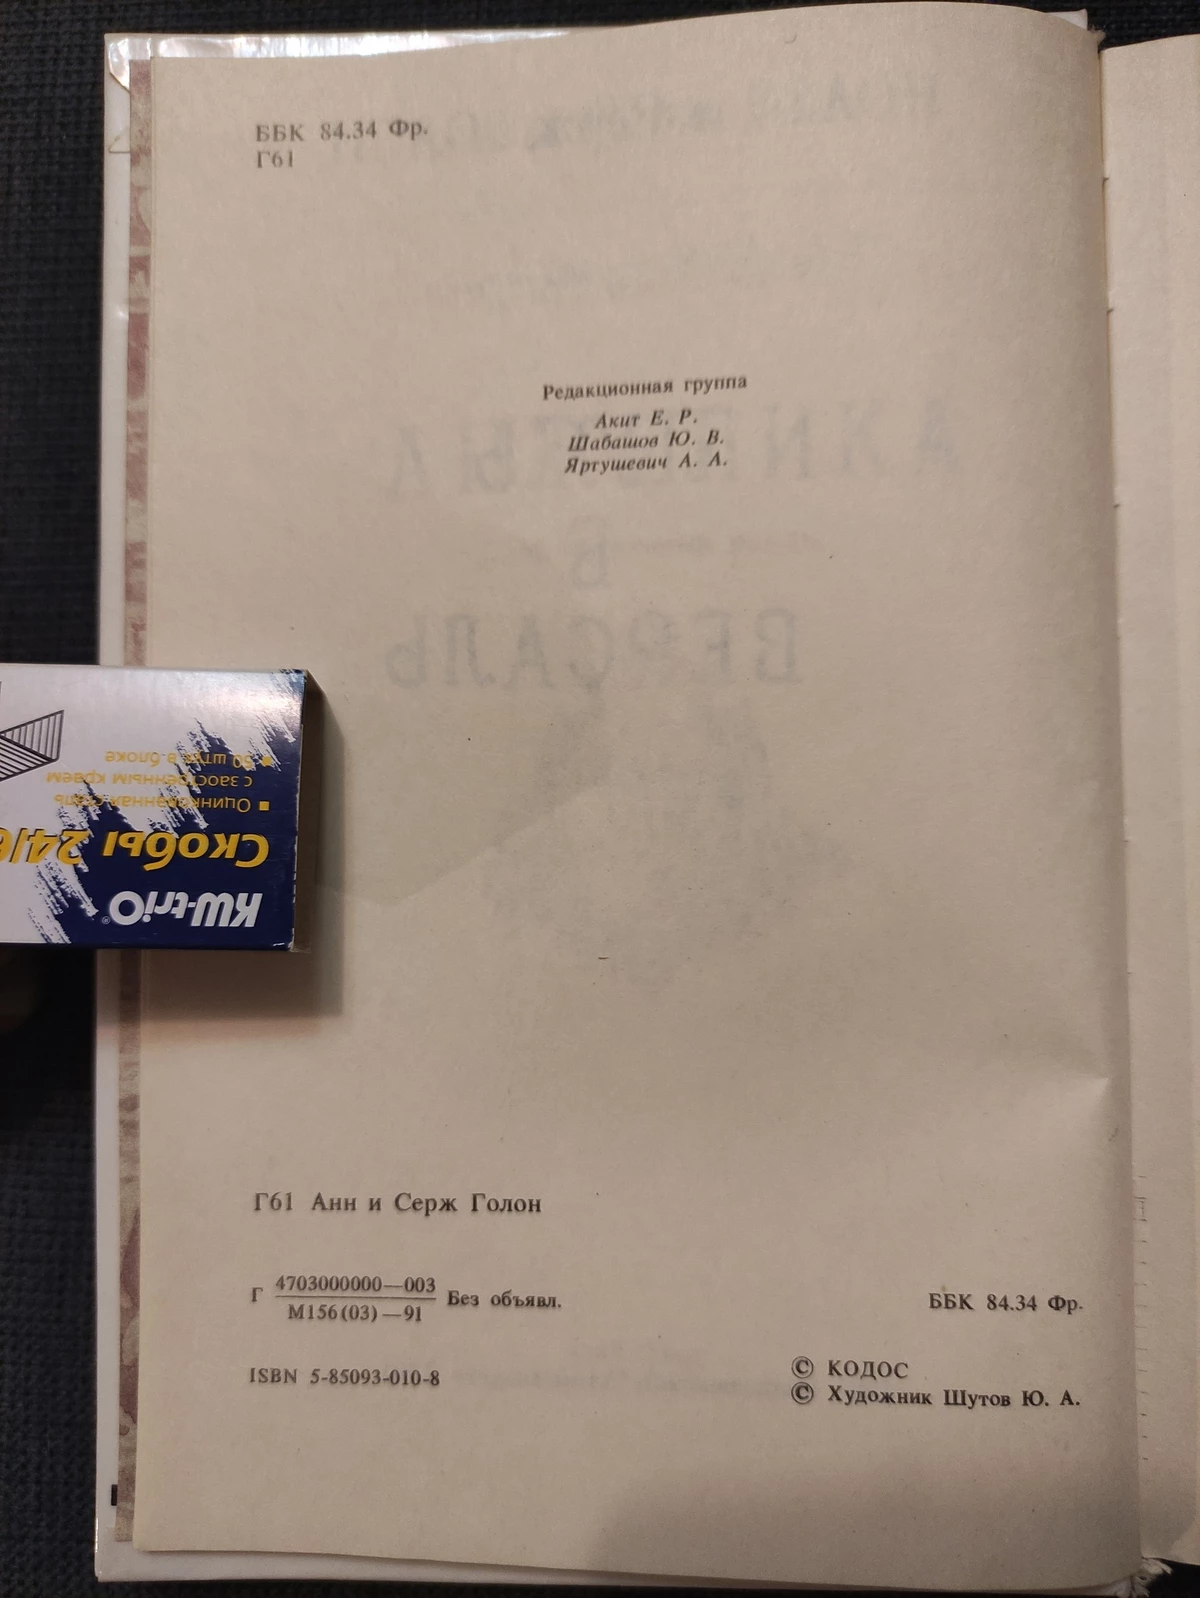 ББК 84.34 Фр.
Г61
Редакционная группа
Акит Е. Р.
Шабашов Ю. В.
Яртушевич А. А.
В
ВЕРСАЛЬ
50 штук в блоке
с заостренным краем
Оцинкованная сталь
Скобы 24/6
KW-triO®
Г61 Анн и Серж Голон
Г 4703000000—003 Без объявл.
М156(03)—91
ББК 84.34 Фр.
ISBN 5-85093-010-8
© КОДОС
© Художник Шутов Ю. А.